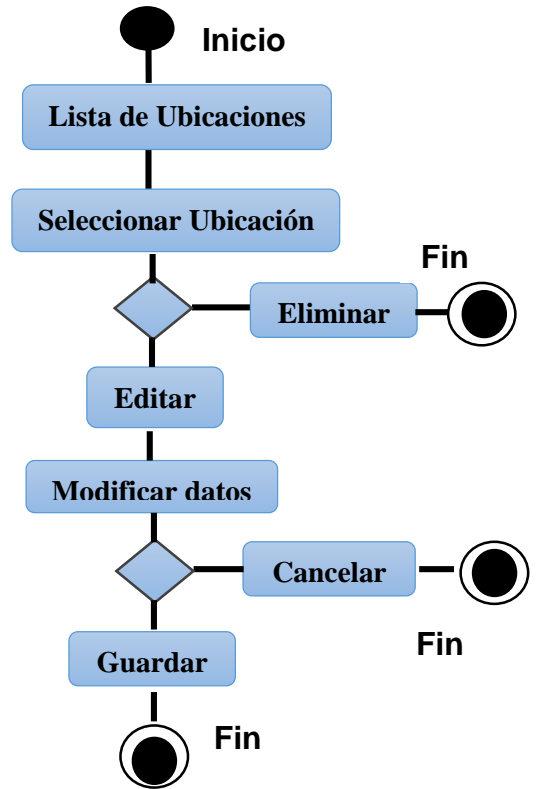 Inicio
Lista de Ubicaciones
Seleccionar Ubicación
Fin
Eliminar
Editar
Modificar datos
Cancelar
Fin
Guardar
Fin